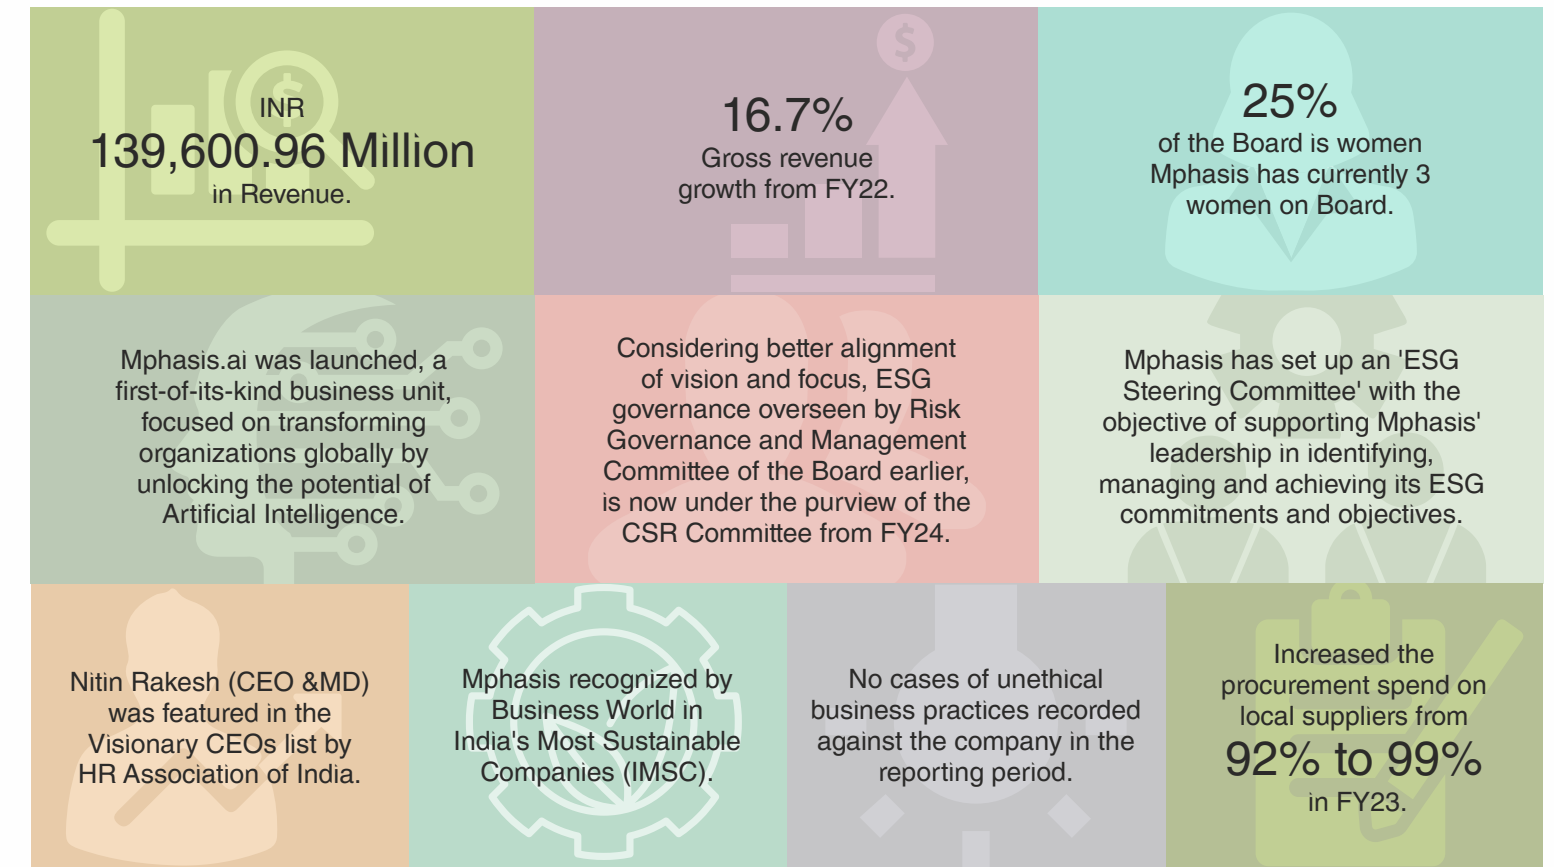 INR
139,600.96 Million
in Revenue.
16.7%
Gross revenue
growth from FY22.
25%
of the Board is women
Mphasis has currently 3
women on Board.
Mphasis.ai was launched, a
first-of-its-kind business unit,
focused on transforming
organizations globally by
unlocking the potential of
Artificial Intelligence.
Considering better alignment
of vision and focus, ESG
governance overseen by Risk
Governance and Management
Committee of the Board earlier,
is now under the purview of the
CSR Committee from FY24.
Mphasis has set up an 'ESG
Steering Committee' with the
objective of supporting Mphasis'
leadership in identifying,
managing and achieving its ESG
commitments and objectives.
Nitin Rakesh (CEO &MD)
was featured in the
Visionary CEOs list by
HR Association of India.
Mphasis recognized by
Business World in
India's Most Sustainable
Companies (IMSC).
No cases of unethical
business practices recorded
against the company in the
reporting period.
Increased the
procurement spend on
local suppliers from
92% to 99%
in FY23.